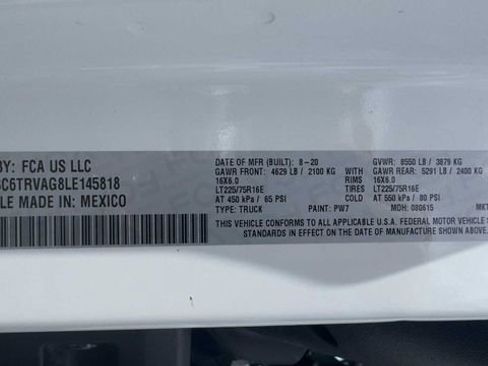 BY: FCA US LLC
C6TRVAG8LE145818
LE MADE IN: MEXICO
DATE OF MFR (BUILT): 8-20 GVWR: 8550 LB / 3879 KG
GAWR FRONT: 4629 LB / 2100 KG WITH GAWR REAR: 5291 LB / 2400 KG
16X6.0 RIMS 16X6.0
LT225/75R16E TIRES LT225/75R16E
AT 450 kPa / 65 PSI COLD AT 550 kPa / 80 PSI
TYPE: TRUCK PAINT: PW7 MDH: 080615 MKT
THIS VEHICLE CONFORMS TO ALL APPLICABLE U.S.A. FEDERAL MOTOR VEHICLE S
STANDARDS IN EFFECT ON THE DATE OF MANUFACTURE SHOWN ABOVE.